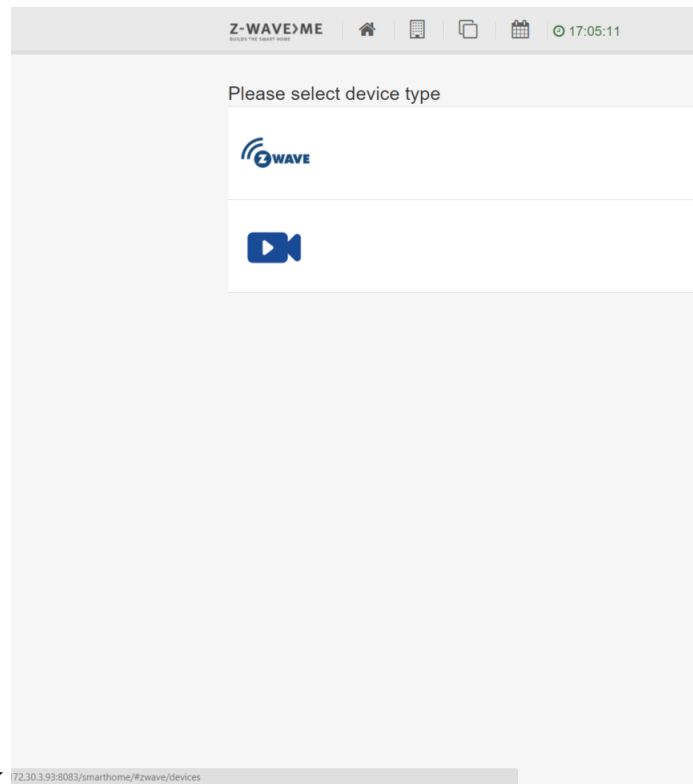 Z-WAVE>ME
BUILDS THE SMART HOME
17:05:11
Please select device type
Z WAVE
72.30.3.93:8083/smarthome/#zwave/devices